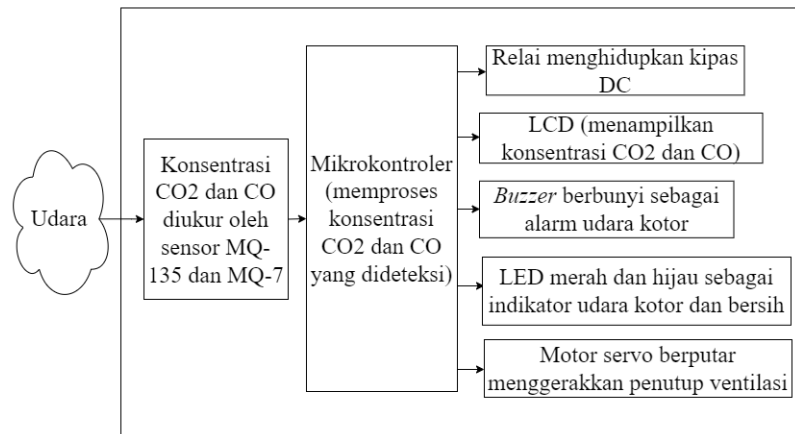 Udara
Konsentrasi
CO2 dan CO
diukur oleh
sensor MQ-
135 dan MQ-7
Mikrokontroler
(memproses
konsentrasi
CO2 dan CO
yang dideteksi)
Relai menghidupkan kipas
DC
LCD (menampilkan
konsentrasi CO2 dan CO)
Buzzer berbunyi sebagai
alarm udara kotor
LED merah dan hijau sebagai
indikator udara kotor dan bersih
Motor servo berputar
menggerakkan penutup ventilasi